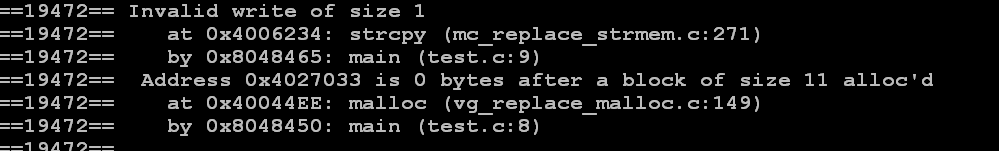 ==19472== Invalid write of size 1
==19472==    at 0x4006234: strcpy (mc_replace_strmem.c:271)
==19472==    by 0x8048465: main (test.c:9)
==19472==  Address 0x4027033 is 0 bytes after a block of size 11 alloc'd
==19472==    at 0x40044EE: malloc (vg_replace_malloc.c:149)
==19472==    by 0x8048450: main (test.c:8)
==19472==